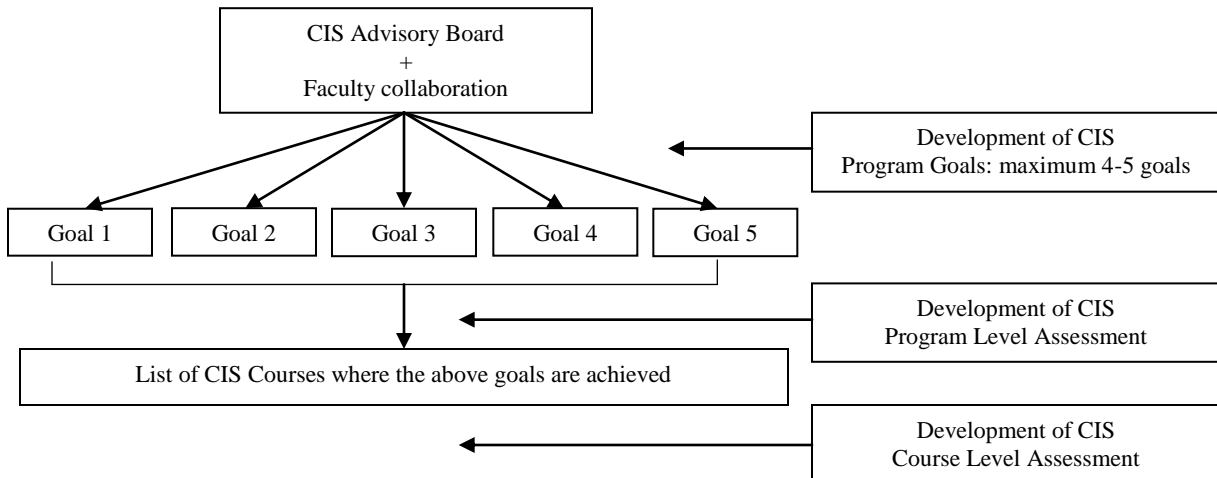 CIS Advisory Board
+
Faculty collaboration
Development of CIS
Program Goals: maximum 4-5 goals
Goal 1
Goal 2
Goal 3
Goal 4
Goal 5
Development of CIS
Program Level Assessment
List of CIS Courses where the above goals are achieved
Development of CIS
Course Level Assessment